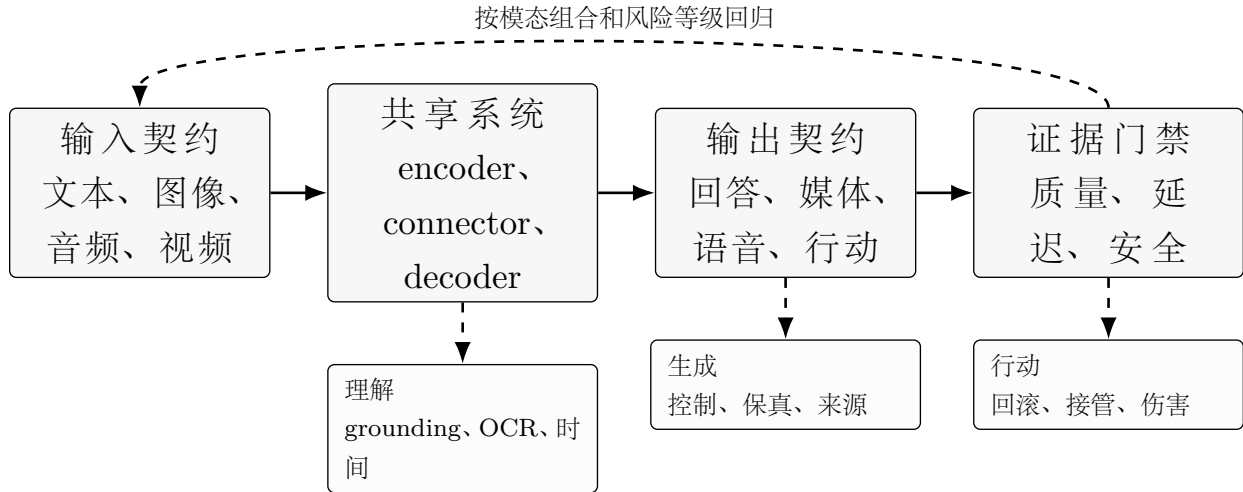 按模态组合和风险等级回归
输入契约
文本、图像、
音频、视频
共享系统
encoder、
connector、
decoder
输出契约
回答、媒体、
语音、行动
证据门禁
质量、延
迟、安全
理解
grounding、OCR、时
间
生成
控制、保真、来源
行动
回滚、接管、伤害